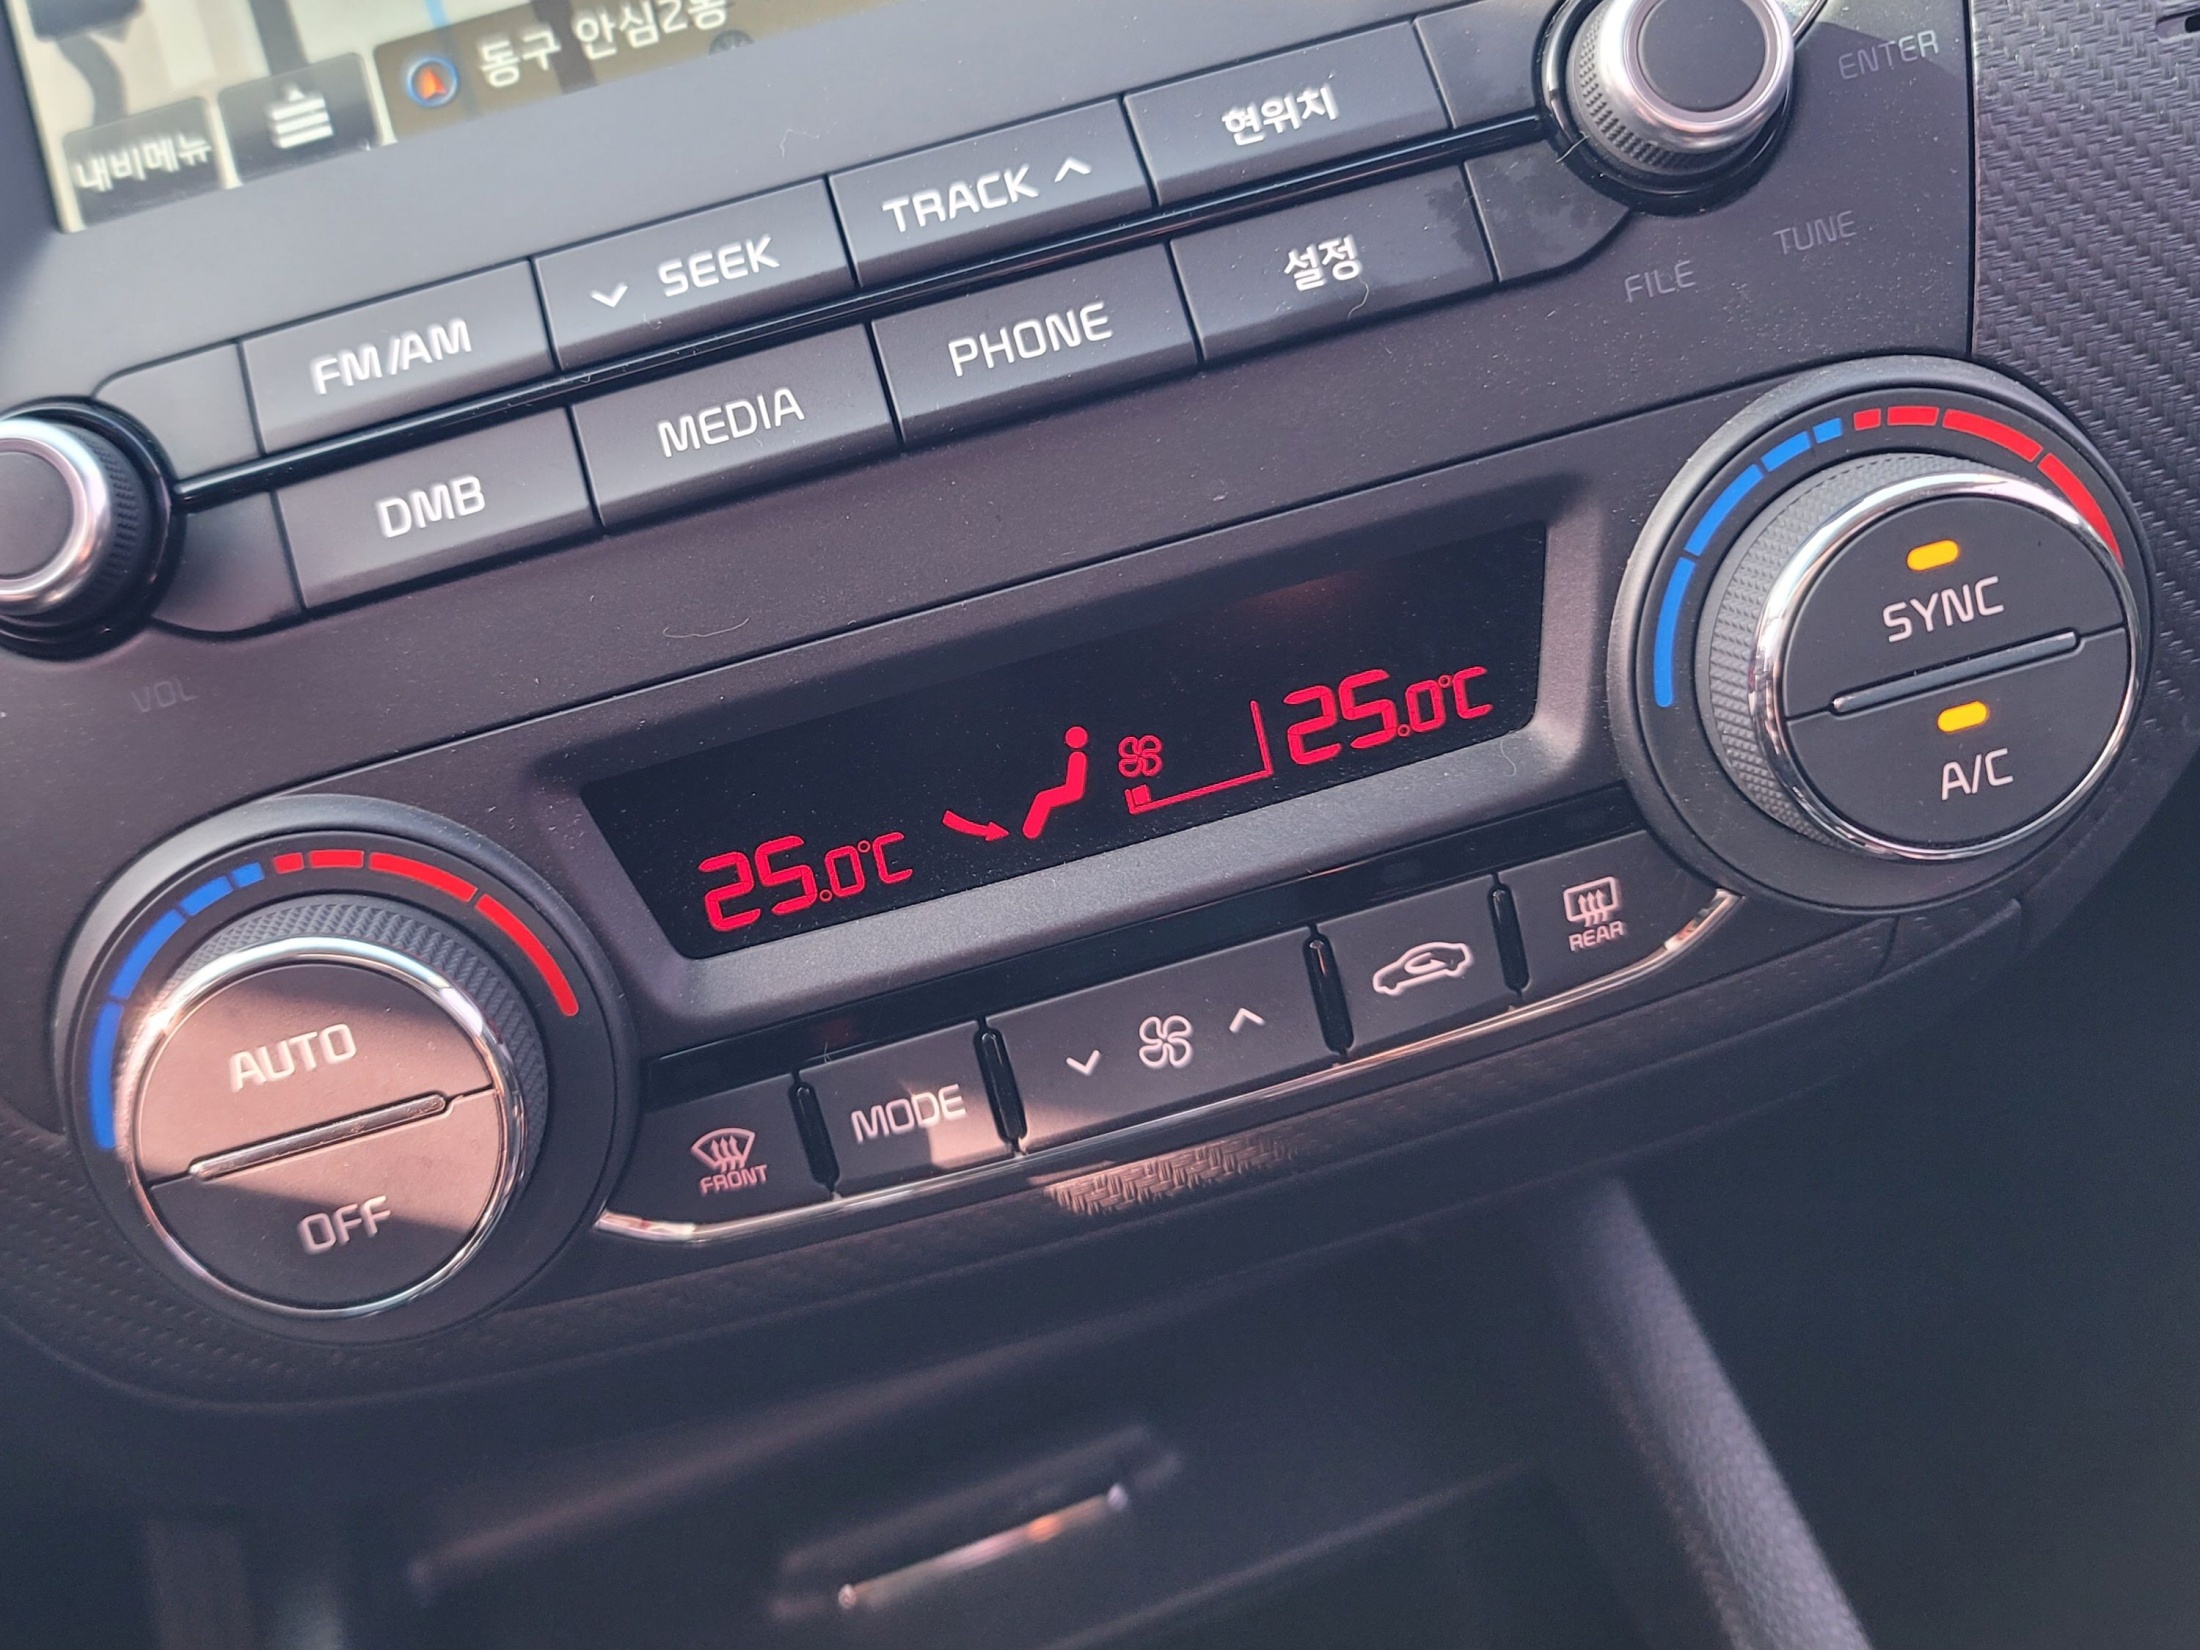 동구 안심2동
내비메뉴
FM/AM
SEEK
TRACK
현위치
ENTER
DMB
MEDIA
PHONE
설정
FILE
TUNE
VOL
25.0°C
25.0°C
SYNC
A/C
AUTO
OFF
FRONT
MODE
REAR